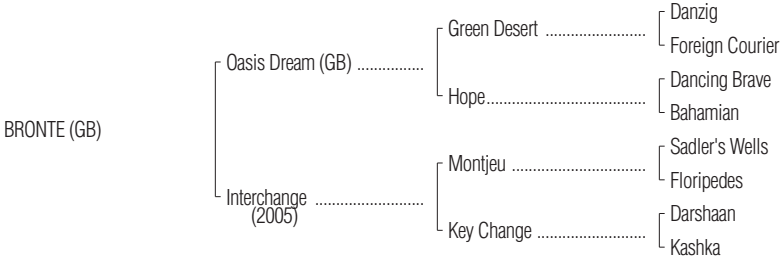 Danzig
Green Desert ..........................
Foreign Courier
Oasis Dream (GB) ................
Dancing Brave
Hope.........................................
Bahamian
BRONTE (GB)
Sadler's Wells
Montjeu ..................................
Floripedes
Interchange ...........................
(2005)
Darshaan
Key Change ...........................
Kashka